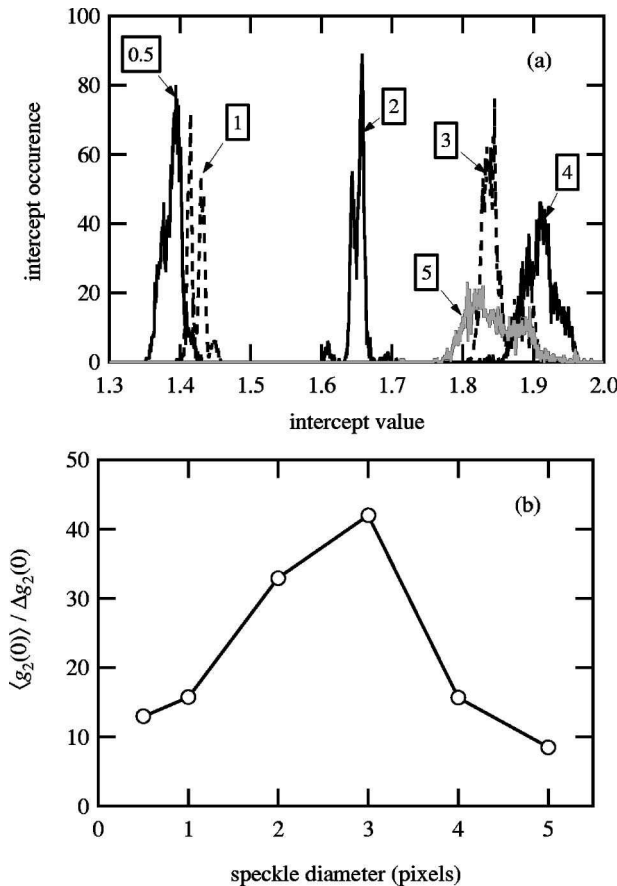 100
80
60
40
20
0
intercept occurence
(a)
0.5
1
2
3
4
5
1.3 1.4 1.5 1.6 1.7 1.8 1.9 2.0
intercept value
50
40
30
20
10
0
⟨g₂(0)⟩ / Δg₂(0)
(b)
0 1 2 3 4 5
speckle diameter (pixels)